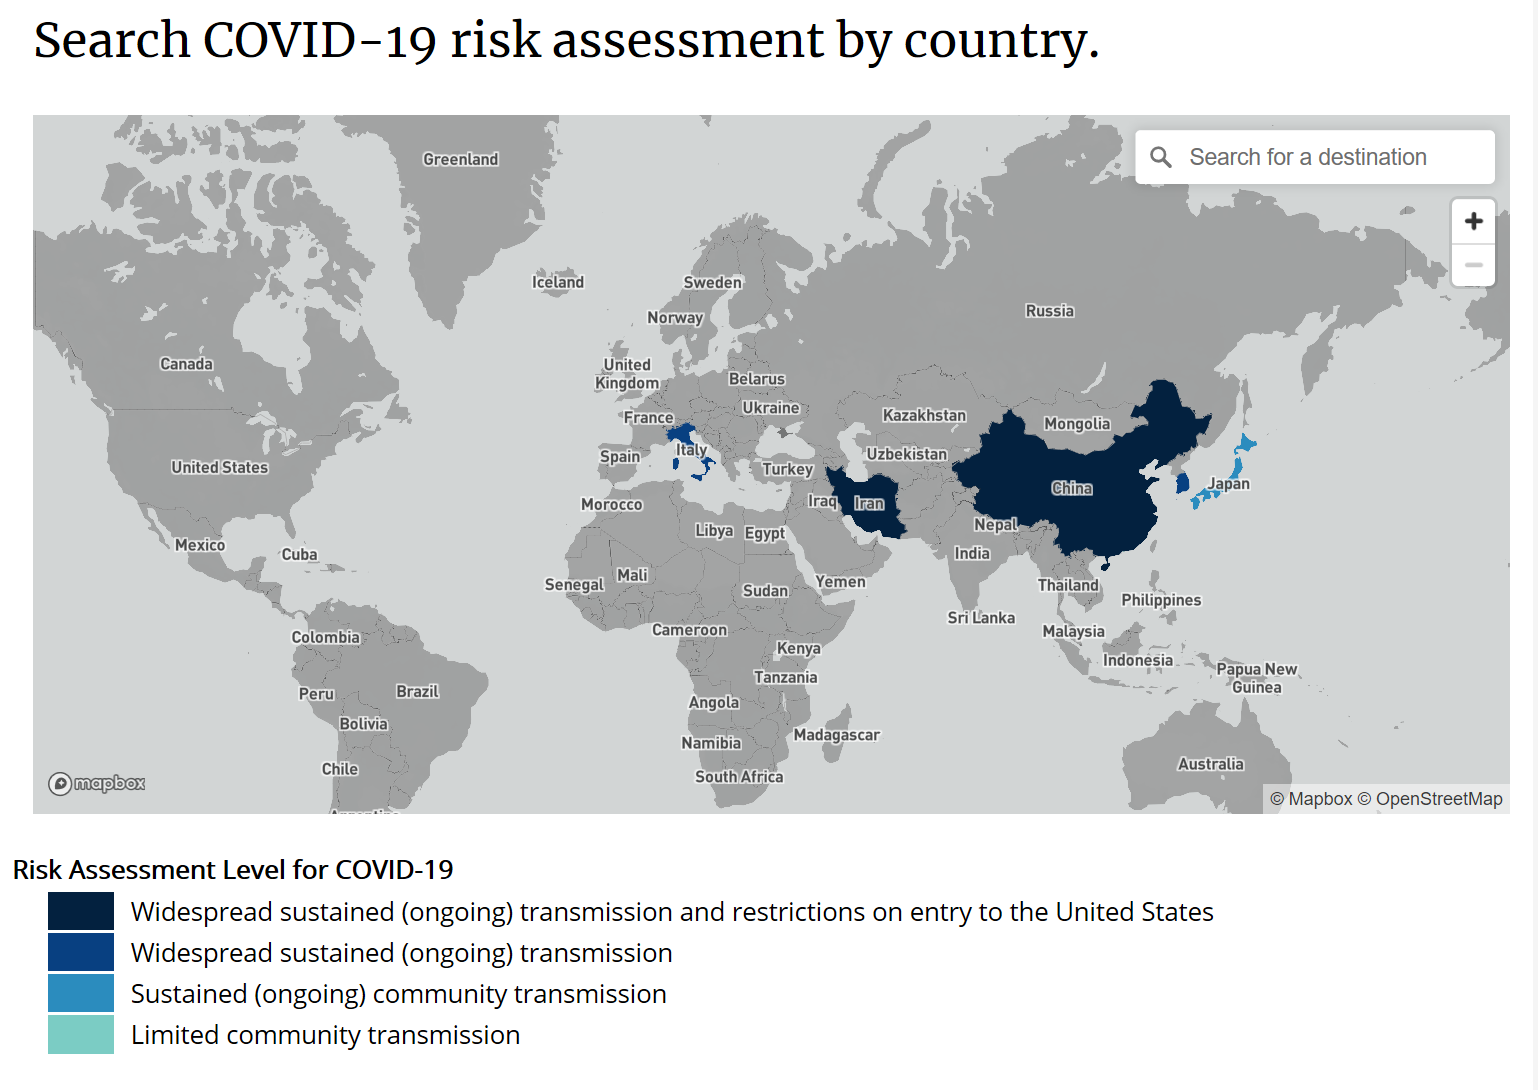 Search COVID-19 risk assessment by country.
Greenland
Search for a destination
+
Iceland
Sweden
Russia
Norway
Canada
United
Kingdom
Belarus
Ukraine
France
Kazakhstan
Mongolia
Italy
Uzbekistan
Spain
United States
Turkey
China
Japan
Morocco
Iraq
Iran
Nepal
Libya
Egypt
Mexico
Cuba
India
Mali
Senegal
Yemen
Thailand
Sudan
Philippines
Sri Lanka
Cameroon
Malaysia
Colombia
Kenya
Indonesia
Papua New
Guinea
Tanzania
Peru
Brazil
Angola
Bolivia
Madagascar
Namibia
Chile
Australia
South Africa
mapbox
© Mapbox © OpenStreetMap
Risk Assessment Level for COVID-19
Widespread sustained (ongoing) transmission and restrictions on entry to the United States
Widespread sustained (ongoing) transmission
Sustained (ongoing) community transmission
Limited community transmission